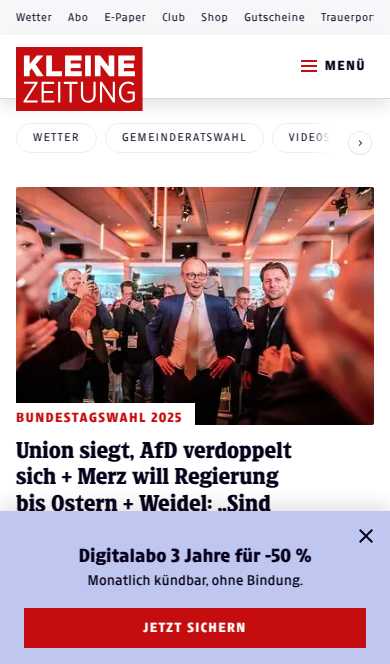 Wetter Abo E-Paper Club Shop Gutscheine
KLEINE
ZEITUNG
MENÜ
WETTER GEMEINDERATSWAHL VIDEOS
BUNDESTAGSWAHL 2025
Union siegt, AfD verdoppelt
sich + Merz will Regierung
bis Ostern + Weidel: „Sind
Digitalabo 3 Jahre für -50 %
Monatlich kündbar, ohne Bindung.
JETZT SICHERN